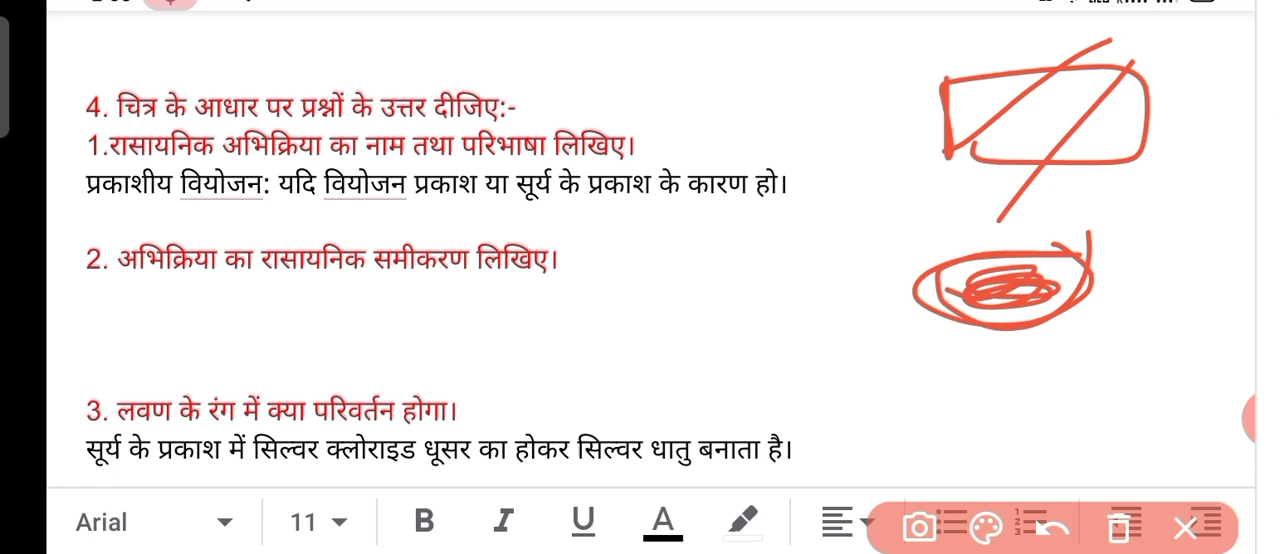 4. चित्र के आधार पर प्रश्नों के उत्तर दीजिए:-
1.रासायनिक अभिक्रिया का नाम तथा परिभाषा लिखिए।
प्रकाशीय वियोजन: यदि वियोजन प्रकाश या सूर्य के प्रकाश के कारण हो।
2. अभिक्रिया का रासायनिक समीकरण लिखिए।
3. लवण के रंग में क्या परिवर्तन होगा।
सूर्य के प्रकाश में सिल्वर क्लोराइड धूसर का होकर सिल्वर धातु बनाता है।
Arial 11 B I U A